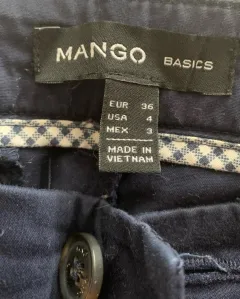 MANGO BASICS
EUR 36
USA 4
MEX 3
MADE IN
VIETNAM